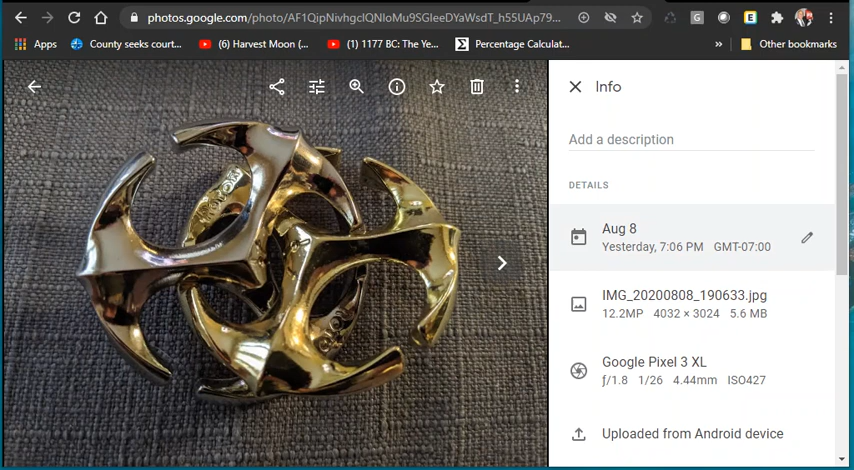 photos.google.com/photo/AF1QipNivhgclQNIoMu9SGleeDYaWsdT_h55UAp79...
Apps
County seeks court...
(6) Harvest Moon (...
(1) 1177 BC: The Ye...
Percentage Calculat...
»
Other bookmarks
Info
Add a description
DETAILS
Aug 8
Yesterday, 7:06 PM GMT-07:00
IMG_20200808_190633.jpg
12.2MP 4032 × 3024 5.6 MB
Google Pixel 3 XL
ƒ/1.8 1/26 4.44mm ISO427
Uploaded from Android device